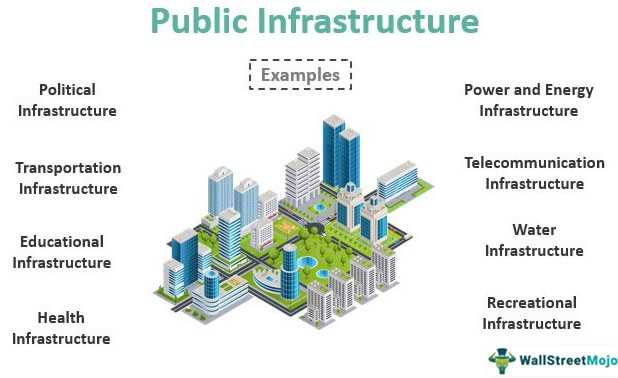 Public Infrastructure
Examples
Political
Infrastructure
Transportation
Infrastructure
Educational
Infrastructure
Health
Infrastructure
Power and Energy
Infrastructure
Telecommunication
Infrastructure
Water
Infrastructure
Recreational
Infrastructure
WallStreetMojo